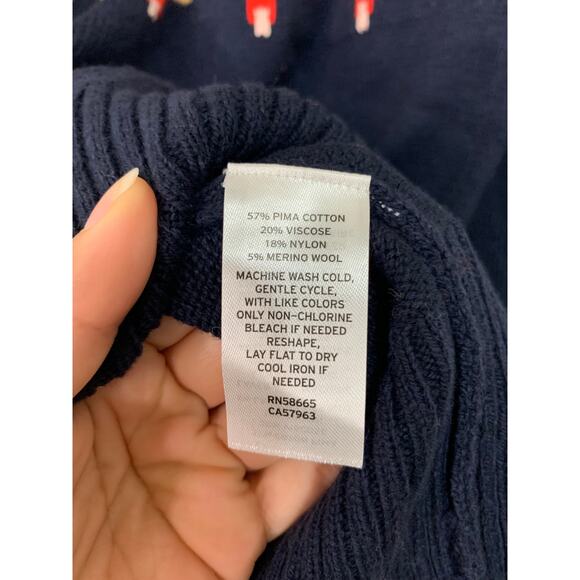 57% PIMA COTTON
20% VISCOSE
18% NYLON
5% MERINO WOOL
MACHINE WASH COLD,
GENTLE CYCLE,
WITH LIKE COLORS
ONLY NON-CHLORINE
BLEACH IF NEEDED
RESHAPE,
LAY FLAT TO DRY
COOL IRON IF
NEEDED
RN58665
CA57963